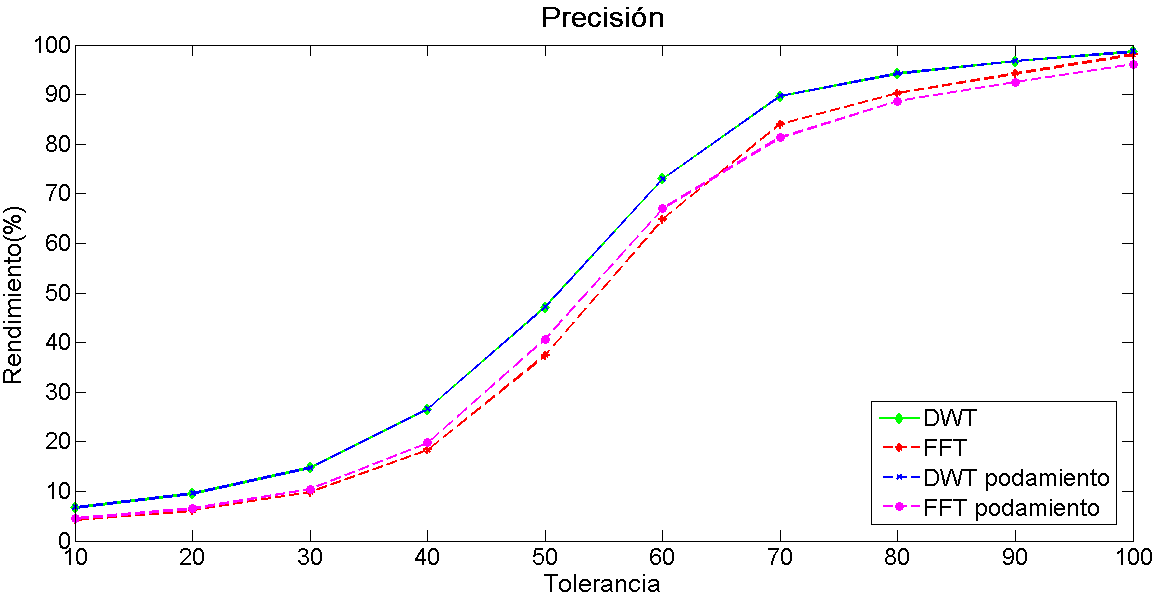 Precisión
100
90
80
70
60
50
40
30
20
10
0
Rendimiento(%)
10 20 30 40 50 60 70 80 90 100
Tolerancia
DWT
FFT
DWT podamiento
FFT podamiento